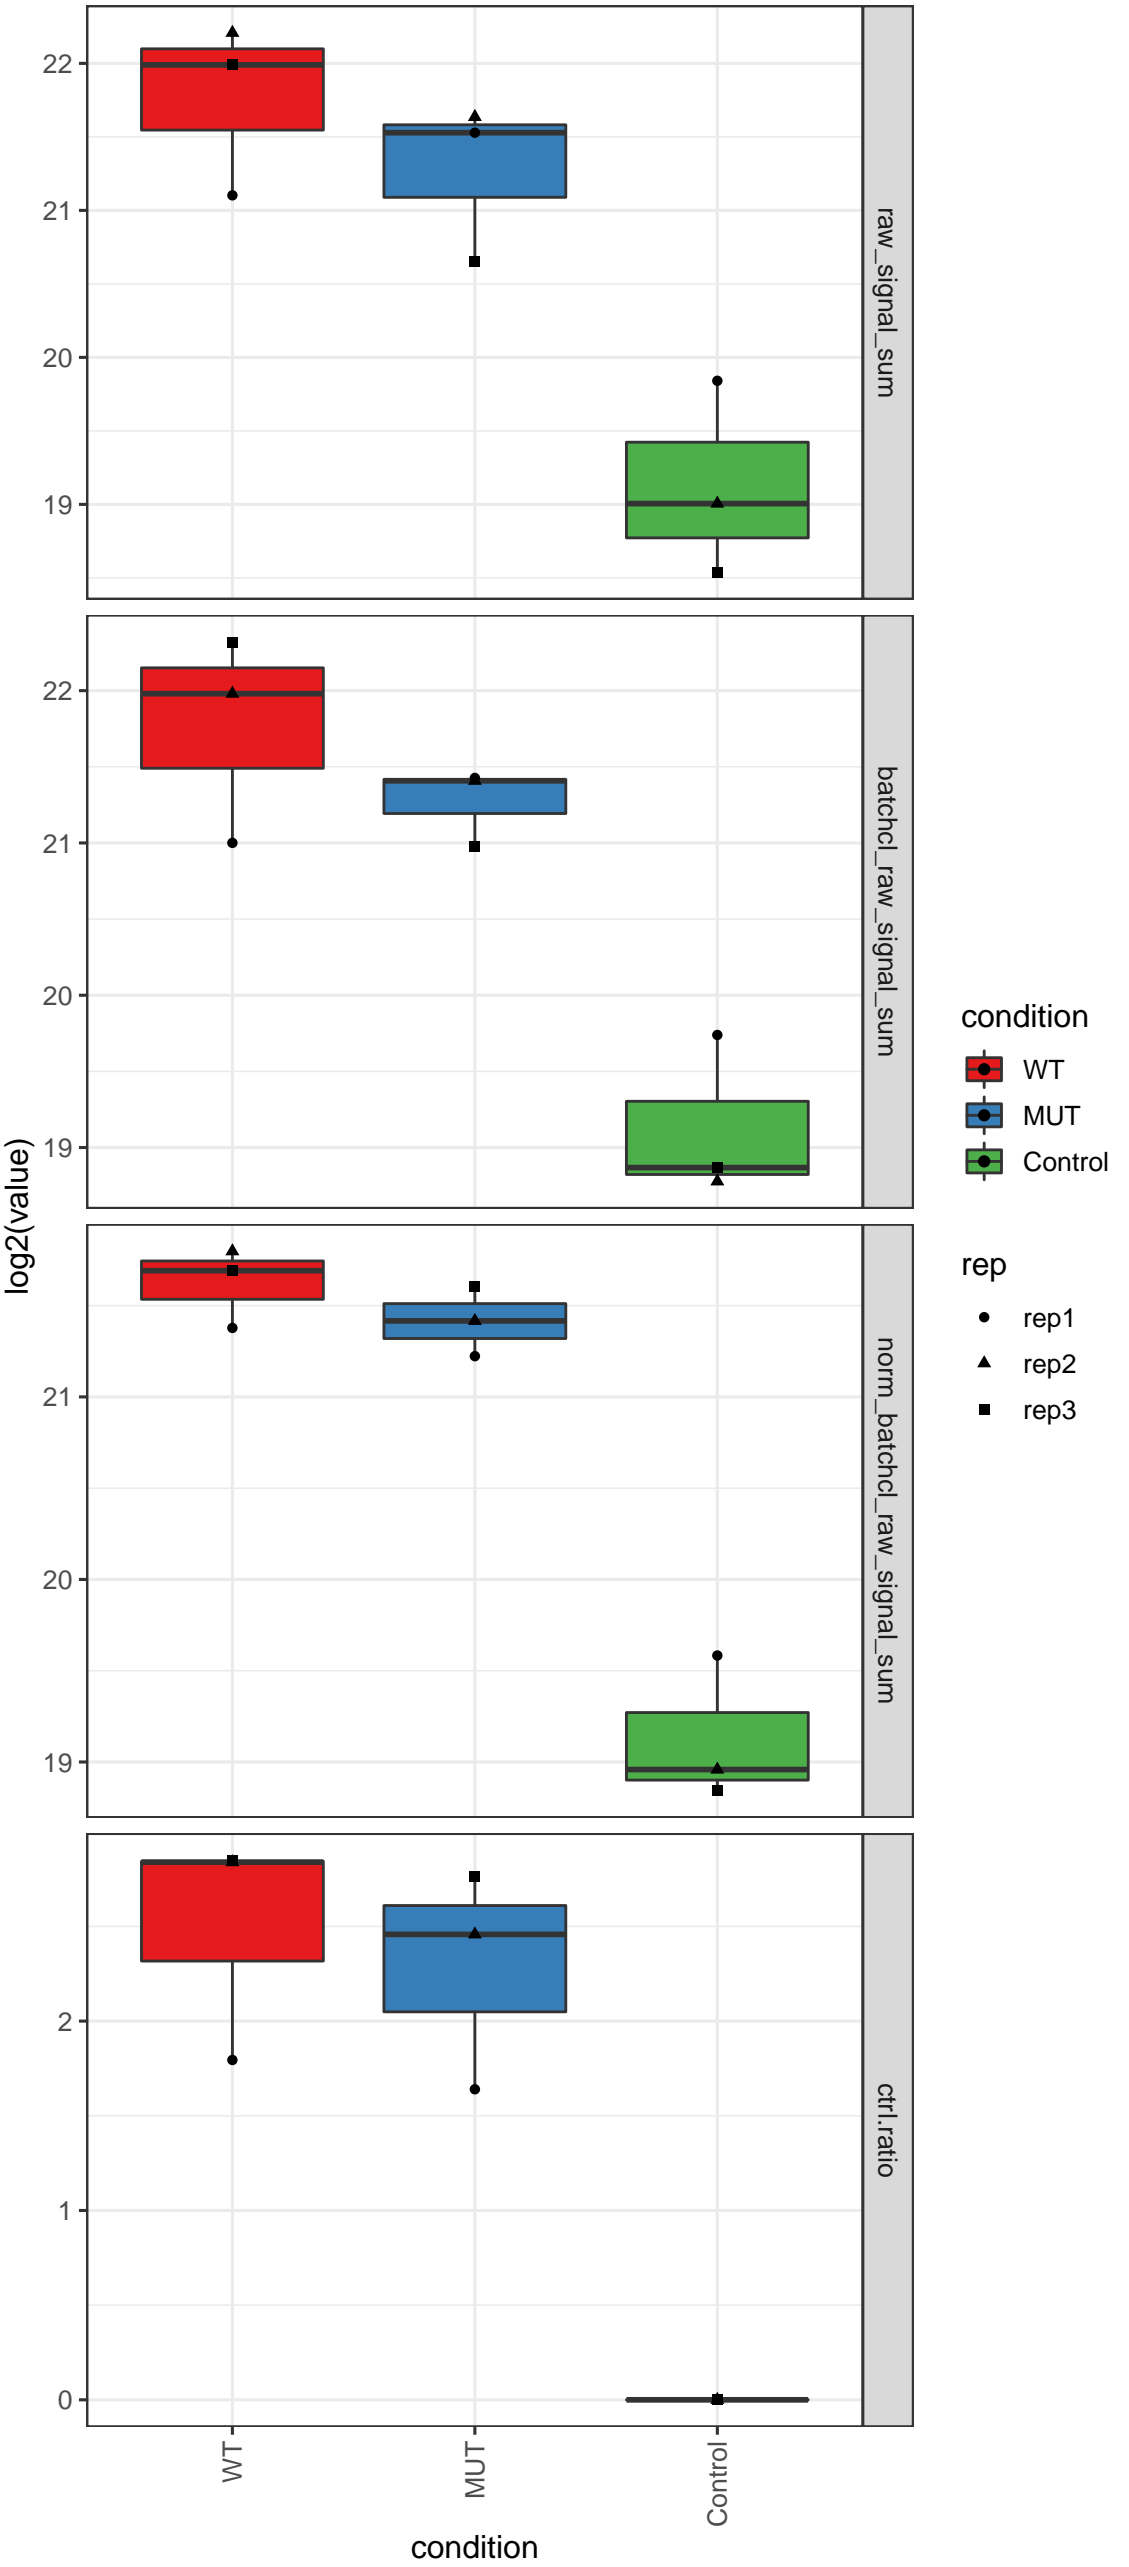 22
21
20
19
raw_signal_sum
22
21
20
19
batchcl_raw_signal_sum
21
20
19
norm_batchcl_raw_signal_sum
2
1
0
ctrl.ratio
log2(value)
WT
MUT
Control
condition
condition
WT
MUT
Control
rep
rep1
rep2
rep3